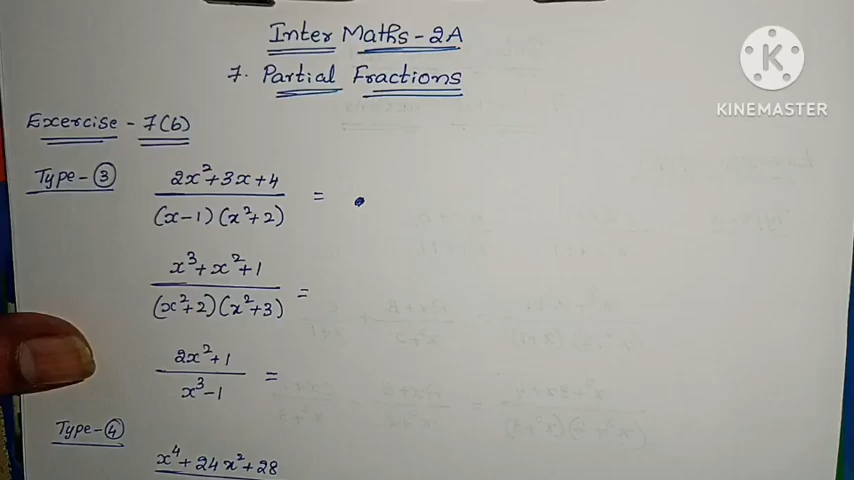 Inter Maths - 2A
7. Partial Fractions
KINEMASTER
Exercise - 7(b)
Type - ③ 2x²+3x+4 / (x-1)(x²+2) =
x³+x²+1 / (x²+2)(x²+3) =
2x²+1 / x³-1 =
Type - ④
x⁴+24x²+28